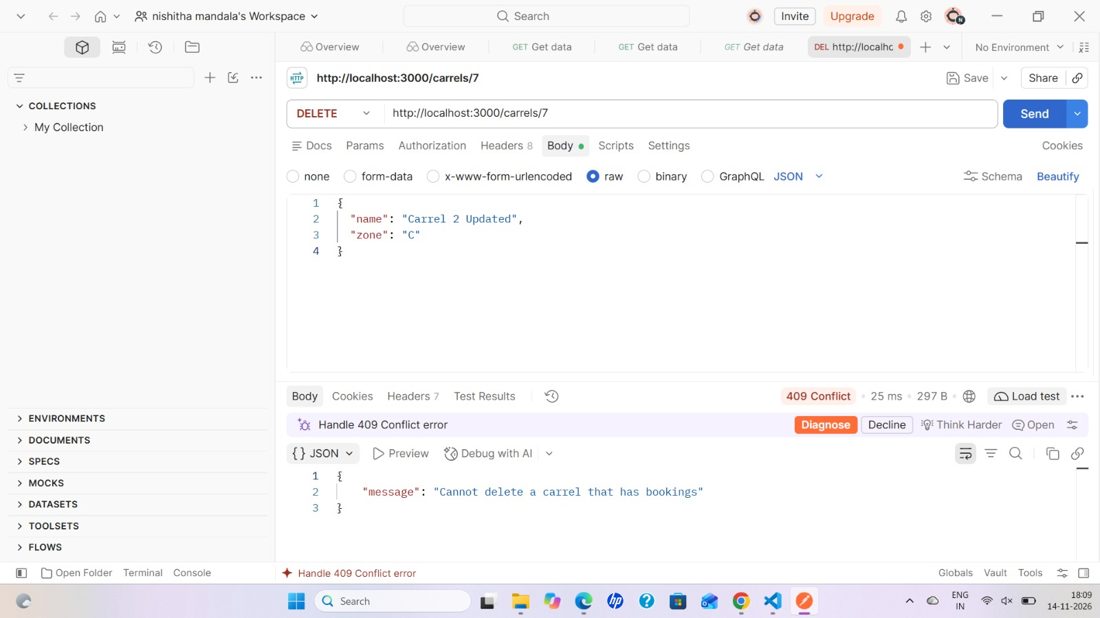 nishitha mandala's Workspace
Search
Invite
Upgrade
Overview
Overview
GET Get data
GET Get data
GET Get data
DEL http://localhc
No Environment
HTTP http://localhost:3000/carrels/7
Save
Share
COLLECTIONS
My Collection
DELETE
http://localhost:3000/carrels/7
Send
Docs Params Authorization Headers 8 Body Scripts Settings
Cookies
none form-data x-www-form-urlencoded raw binary GraphQL JSON
Schema Beautify
1 {
2 "name": "Carrel 2 Updated",
3 "zone": "C"
4 }
Body Cookies Headers 7 Test Results
409 Conflict • 25 ms • 297 B
Load test
Handle 409 Conflict error
Diagnose Decline Think Harder Open
{} JSON Preview Debug with AI
1 {
2 "message": "Cannot delete a carrel that has bookings"
3 }
ENVIRONMENTS
DOCUMENTS
SPECS
MOCKS
DATASETS
TOOLSETS
FLOWS
Open Folder Terminal Console
Handle 409 Conflict error
Globals Vault Tools
Search
ENG
IN
18:09
14-11-2026